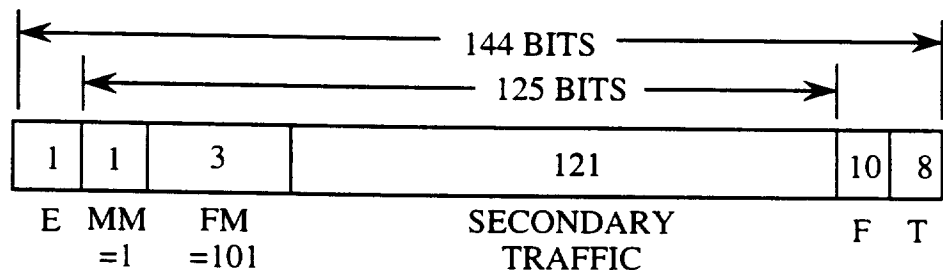 144 BITS
125 BITS
1 1 3 121 10 8
E MM FM SECONDARY F T
=1 =101 TRAFFIC